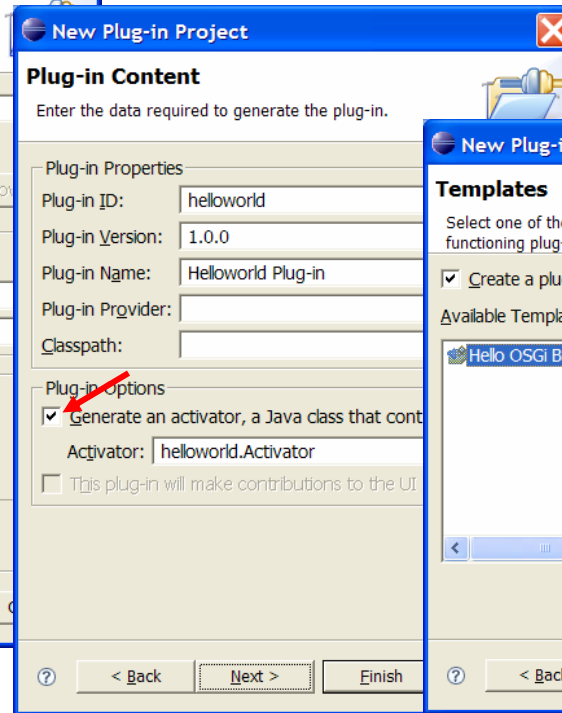 New Plug-in Project
Plug-in Content
Enter the data required to generate the plug-in.
Plug-in Properties
Plug-in ID: helloworld
Plug-in Version: 1.0.0
Plug-in Name: Helloworld Plug-in
Plug-in Provider:
Classpath:
Plug-in Options
Generate an activator, a Java class that cont
Activator: helloworld.Activator
This plug-in will make contributions to the UI
< Back Next > Finish
New Plug-i
Templates
Select one of the
functioning plug-
Create a plu
Available Templa
Hello OSGi B
< Bac